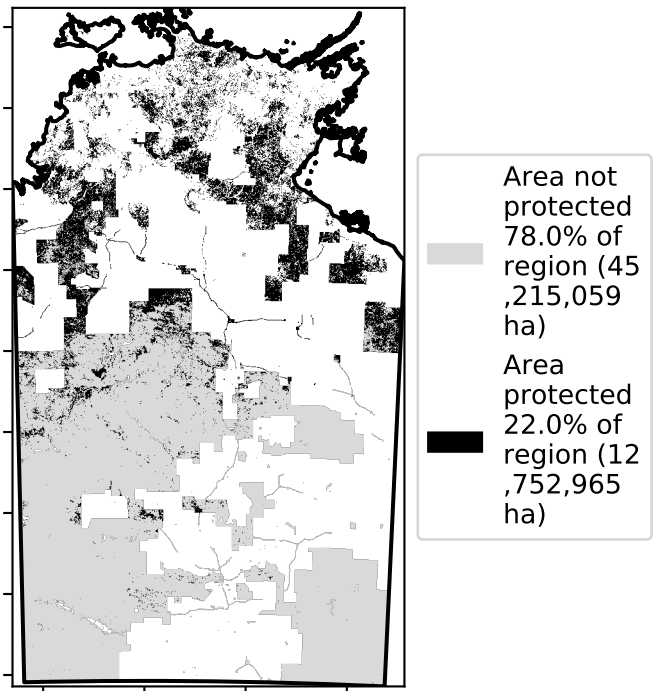 Area not
protected
78.0% of
region (45
,215,059
ha)
Area
protected
22.0% of
region (12
,752,965
ha)